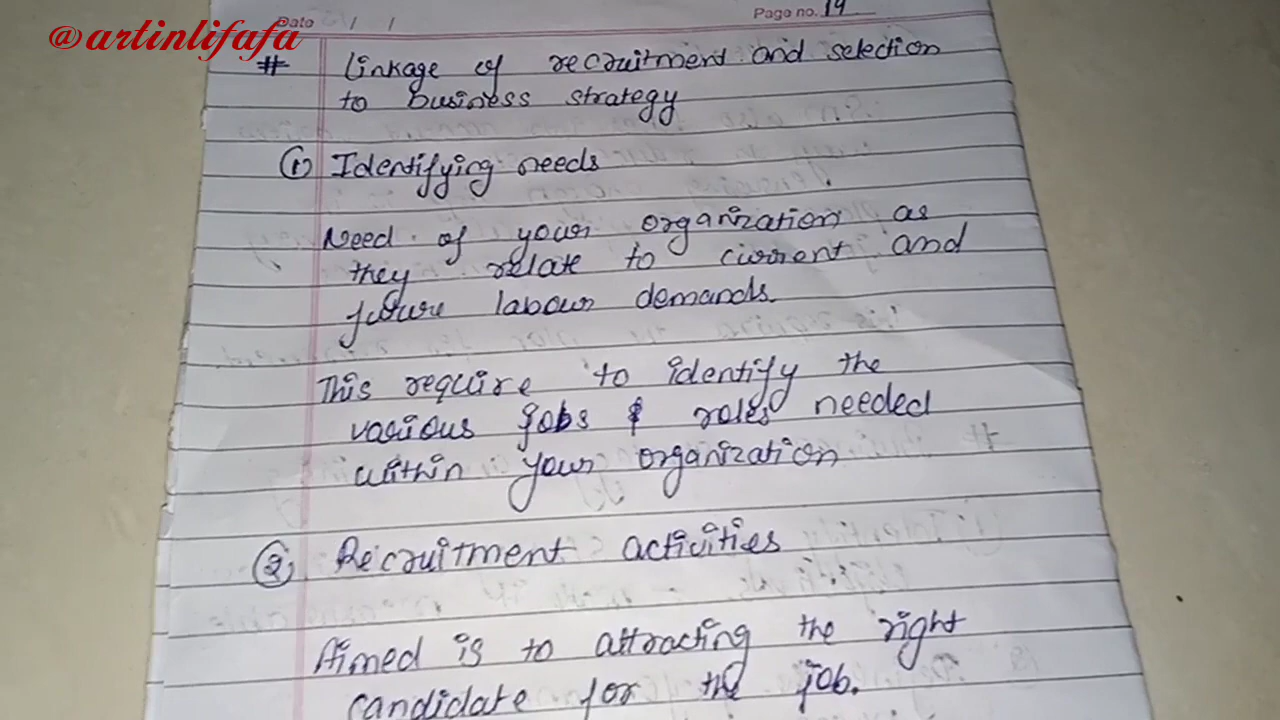 @artinlifafa
Date / /
Page no. 19
# Linkage of recruitment and selection
to business strategy
(1) Identifying needs
Need of your organization as
they relate to current and
future labour demands.
This require to identify the
various jobs & roles needed
within your organization
(2) Recruitment activities
Aimed is to attracting the right
candidate for the job.